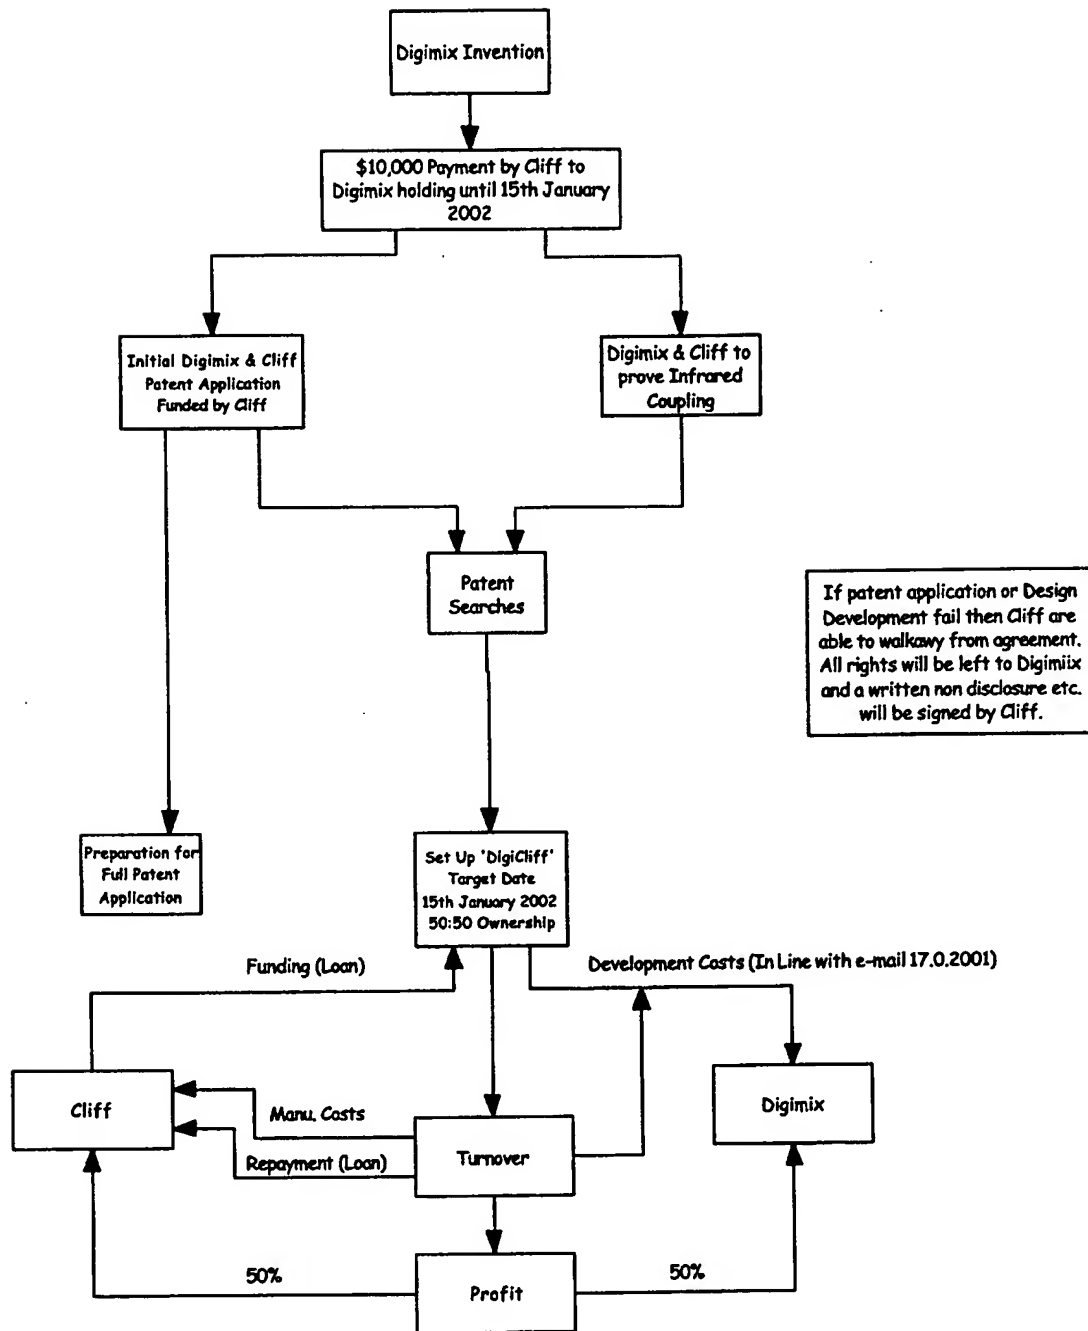 Digimix Invention
$10,000 Payment by Cliff to
Digimix holding until 15th January
2002
Initial Digimix & Cliff
Patent Application
Funded by Cliff
Digimix & Cliff to
prove Infrared
Coupling
Patent
Searches
If patent application or Design
Development fail then Cliff are
able to walkawy from agreement.
All rights will be left to Digimiix
and a written non disclosure etc.
will be signed by Cliff.
Preparation for
Full Patent
Application
Set Up 'DigiCliff'
Target Date
15th January 2002
50:50 Ownership
Funding (Loan)
Development Costs (In Line with e-mail 17.0.2001)
Cliff
Manu. Costs
Digimix
Repayment (Loan)
Turnover
50%
50%
Profit